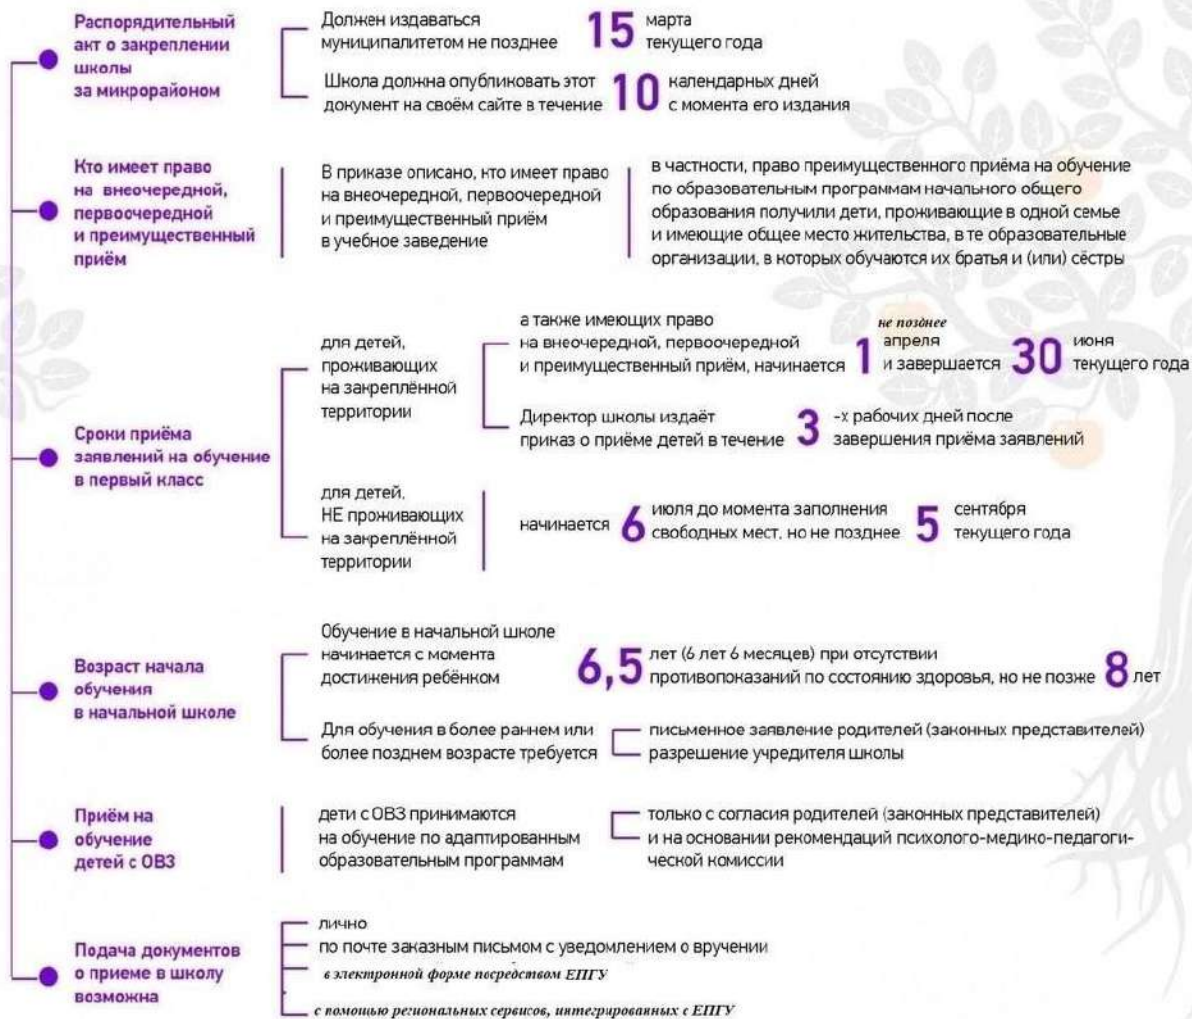 Распорядительный
акт о закреплении
школы
за микрорайоном
Должен издаваться
муниципалитетом не позднее
15 марта
текущего года
Школа должна опубликовать этот
документ на своём сайте в течение
10 календарных дней
с момента его издания
Кто имеет право
на внеочередной,
первоочередной
и преимущественный
приём
В приказе описано, кто имеет право
на внеочередной, первоочередной
и преимущественный приём
в учебное заведение
в частности, право преимущественного приёма на обучение
по образовательным программам начального общего
образования получили дети, проживающие в одной семье
и имеющие общее место жительства, в те образовательные
организации, в которых обучаются их братья и (или) сёстры
Сроки приёма
заявлений на обучение
в первый класс
для детей,
проживающих
на закреплённой
территории
а также имеющих право
на внеочередной, первоочередной
и преимущественный приём, начинается
не позднее
1 апреля
и завершается
30 июня
текущего года
Директор школы издаёт
приказ о приёме детей в течение
3 -х рабочих дней после
завершения приёма заявлений
для детей,
НЕ проживающих
на закреплённой
территории
начинается
6 июля до момента заполнения
свободных мест, но не позднее
5 сентября
текущего года
Возраст начала
обучения
в начальной школе
Обучение в начальной школе
начинается с момента
достижения ребёнком
6,5 лет (6 лет 6 месяцев) при отсутствии
противопоказаний по состоянию здоровья, но не позже
8 лет
Для обучения в более раннем или
более позднем возрасте требуется
письменное заявление родителей (законных представителей)
разрешение учредителя школы
Приём на
обучение
детей с ОВЗ
дети с ОВЗ принимаются
на обучение по адаптированным
образовательным программам
только с согласия родителей (законных представителей)
и на основании рекомендаций психолого-медико-педагоги-
ческой комиссии
Подача документов
о приеме в школу
возможна
лично
по почте заказным письмом с уведомлением о вручении
в электронной форме посредством ЕПГУ
с помощью региональных сервисов, интегрированных с ЕПГУ